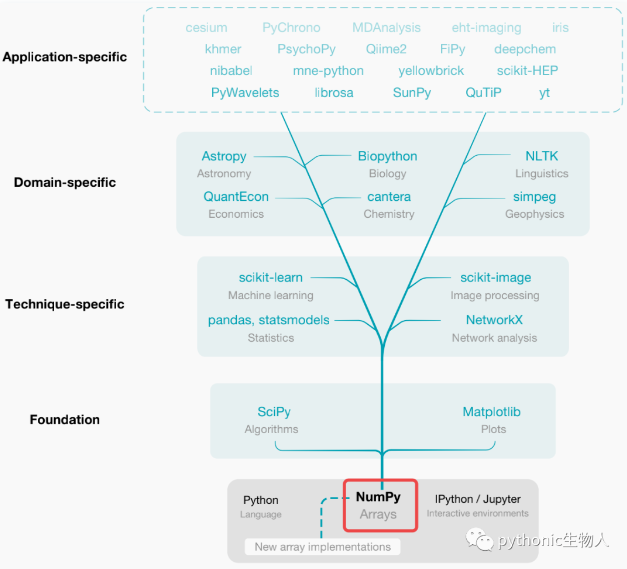 cesium PyChrono MDAnalysis eht-imaging iris
Application-specific
khmer PsychoPy Qiime2 FiPy deepchem
nibabel mne-python yellowbrick scikit-HEP
PyWavelets librosa SunPy QuTiP yt
Domain-specific
Astropy Biopython NLTK
Astronomy Biology Linguistics
QuantEcon cantera simpeg
Economics Chemistry Geophysics
Technique-specific
scikit-learn scikit-image
Machine learning Image processing
pandas, statsmodels NetworkX
Statistics Network analysis
Foundation
SciPy Matplotlib
Algorithms Plots
Python NumPy IPython / Jupyter
Language Arrays Interactive environments
New array implementations
pythonic生物人